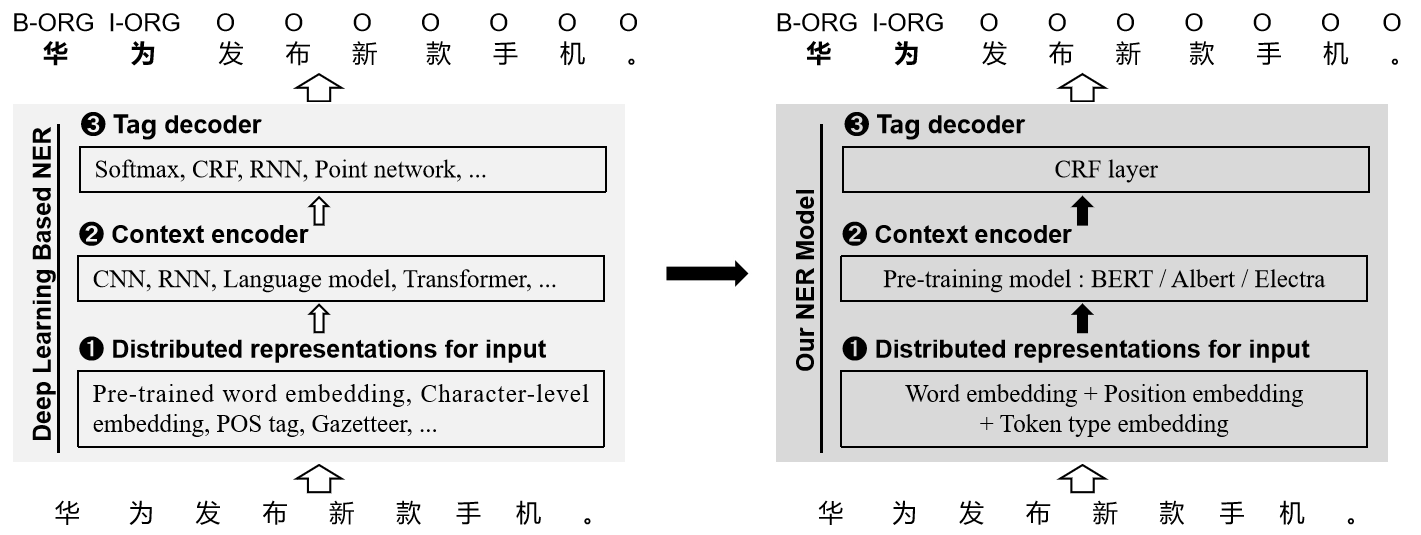 B-ORG I-ORG O O O O O O O
华 为 发 布 新 款 手 机 。
Deep Learning Based NER
❸ Tag decoder
Softmax, CRF, RNN, Point network, ...
❷ Context encoder
CNN, RNN, Language model, Transformer, ...
❶ Distributed representations for input
Pre-trained word embedding, Character-level
embedding, POS tag, Gazetteer, ...
华 为 发 布 新 款 手 机 。
B-ORG I-ORG O O O O O O O
华 为 发 布 新 款 手 机 。
Our NER Model
❸ Tag decoder
CRF layer
❷ Context encoder
Pre-training model : BERT / Albert / Electra
❶ Distributed representations for input
Word embedding + Position embedding
+ Token type embedding
华 为 发 布 新 款 手 机 。